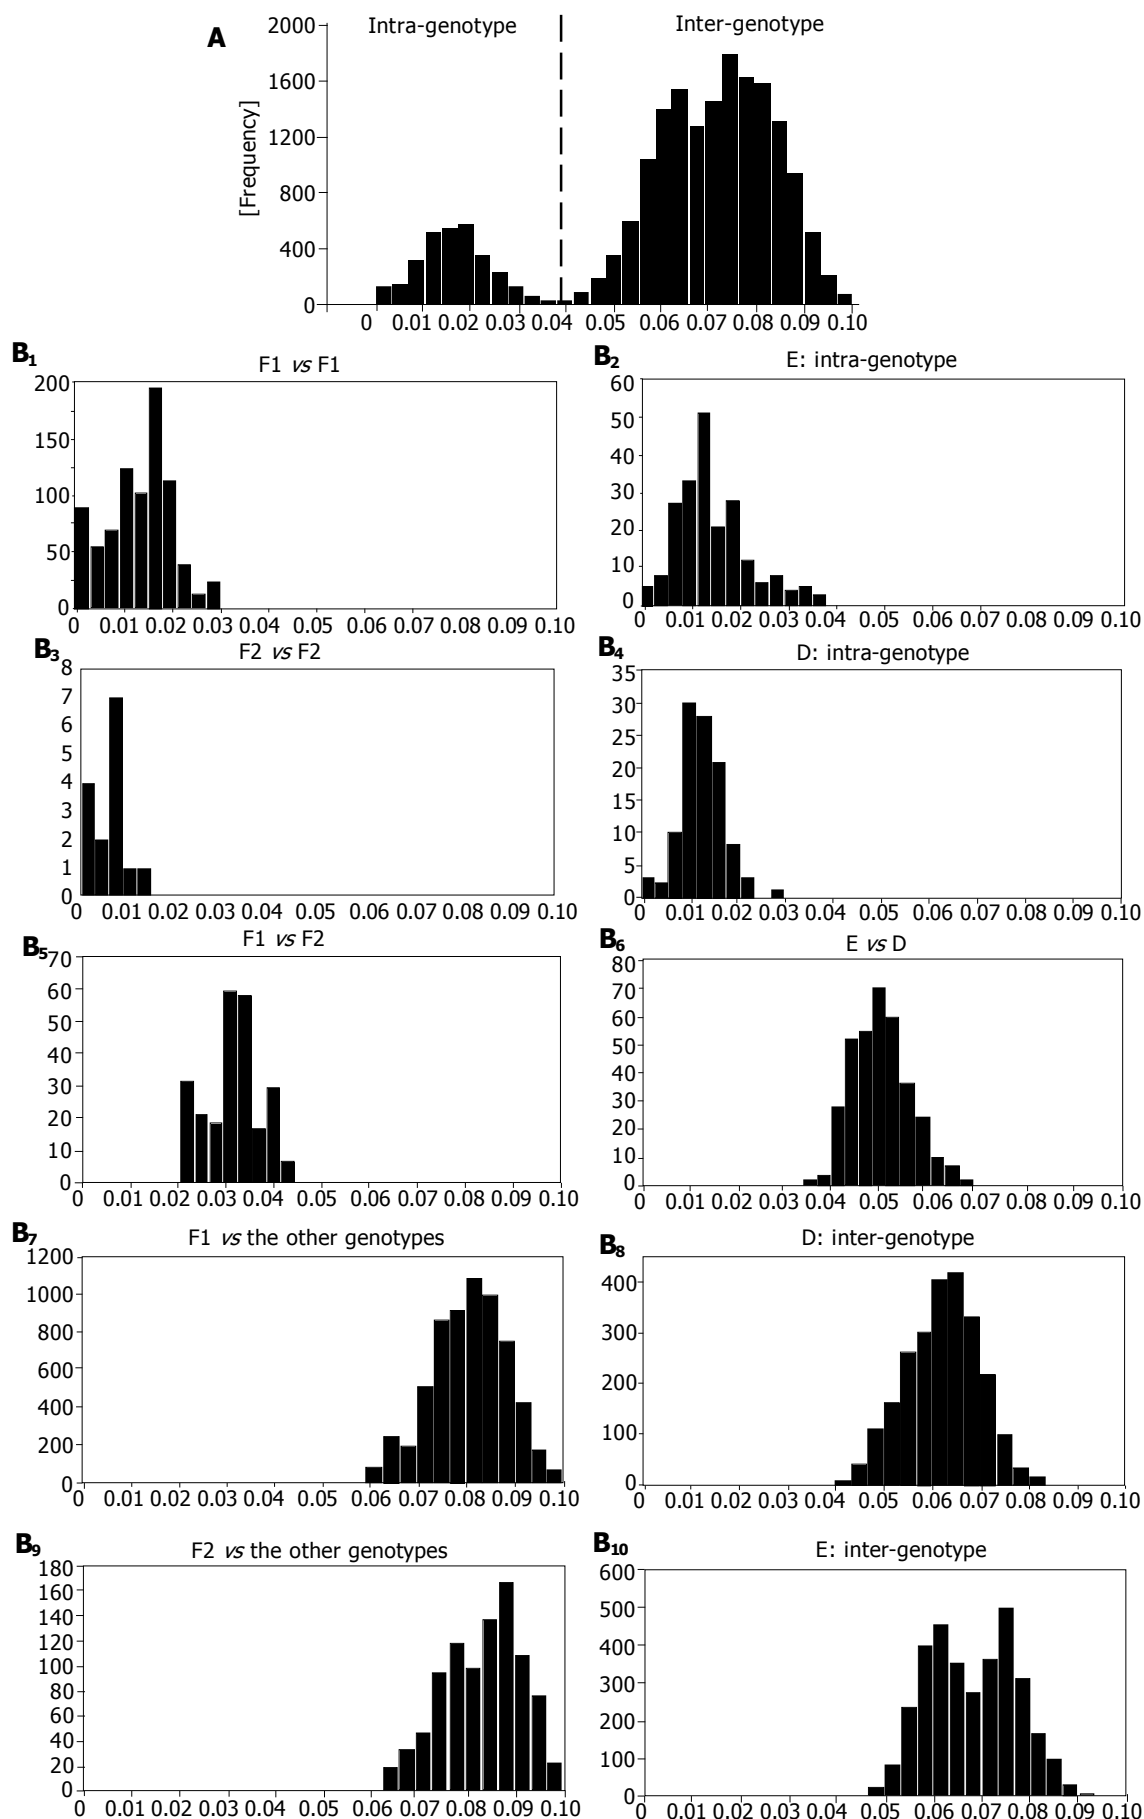 A
Intra-genotype
Inter-genotype
[Frequency]
2000
1600
1200
800
400
0
0 0.01 0.02 0.03 0.04 0.05 0.06 0.07 0.08 0.09 0.10
B1
F1 vs F1
200
150
100
50
0
0 0.01 0.02 0.03 0.04 0.05 0.06 0.07 0.08 0.09 0.10
B2
E: intra-genotype
60
50
40
30
20
10
0
0 0.01 0.02 0.03 0.04 0.05 0.06 0.07 0.08 0.09 0.10
B3
F2 vs F2
8
7
6
5
4
3
2
1
0
0 0.01 0.02 0.03 0.04 0.05 0.06 0.07 0.08 0.09 0.10
B4
D: intra-genotype
35
30
25
20
15
10
5
0
0 0.01 0.02 0.03 0.04 0.05 0.06 0.07 0.08 0.09 0.10
B5
F1 vs F2
70
60
50
40
30
20
10
0
0 0.01 0.02 0.03 0.04 0.05 0.06 0.07 0.08 0.09 0.10
B6
E vs D
80
70
60
50
40
30
20
10
0
0 0.01 0.02 0.03 0.04 0.05 0.06 0.07 0.08 0.09 0.10
B7
F1 vs the other genotypes
1200
1000
800
600
400
200
0
0 0.01 0.02 0.03 0.04 0.05 0.06 0.07 0.08 0.09 0.10
B8
D: inter-genotype
400
300
200
100
0
0 0.01 0.02 0.03 0.04 0.05 0.06 0.07 0.08 0.09 0.10
B9
F2 vs the other genotypes
180
160
140
120
100
80
60
40
20
0
0 0.01 0.02 0.03 0.04 0.05 0.06 0.07 0.08 0.09 0.10
B10
E: inter-genotype
600
500
400
300
200
100
0
0 0.01 0.02 0.03 0.04 0.05 0.06 0.07 0.08 0.09 0.10